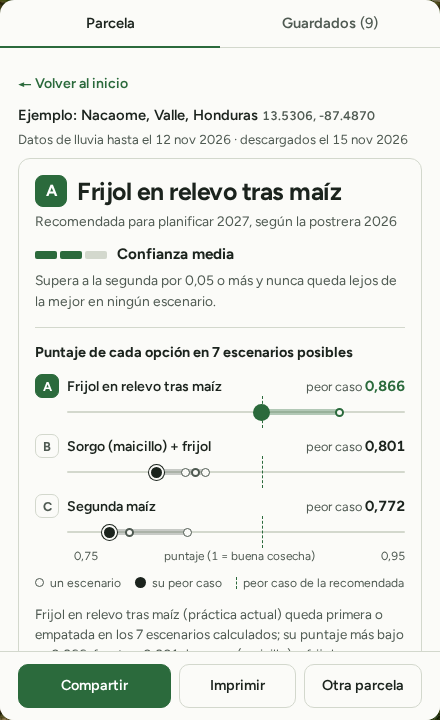 Parcela
Guardados (9)
← Volver al inicio
Ejemplo: Nacaome, Valle, Honduras 13.5306, -87.4870
Datos de lluvia hasta el 12 nov 2026 · descargados el 15 nov 2026
A Frijol en relevo tras maíz
Recomendada para planificar 2027, según la postrera 2026
Confianza media
Supera a la segunda por 0,05 o más y nunca queda lejos de
la mejor en ningún escenario.
Puntaje de cada opción en 7 escenarios posibles
A Frijol en relevo tras maíz peor caso 0,866
B Sorgo (maicillo) + frijol peor caso 0,801
C Segunda maíz peor caso 0,772
0,75 puntaje (1 = buena cosecha) 0,95
un escenario su peor caso peor caso de la recomendada
Frijol en relevo tras maíz (práctica actual) queda primera o
empatada en los 7 escenarios calculados; su puntaje más bajo
Compartir
Imprimir
Otra parcela